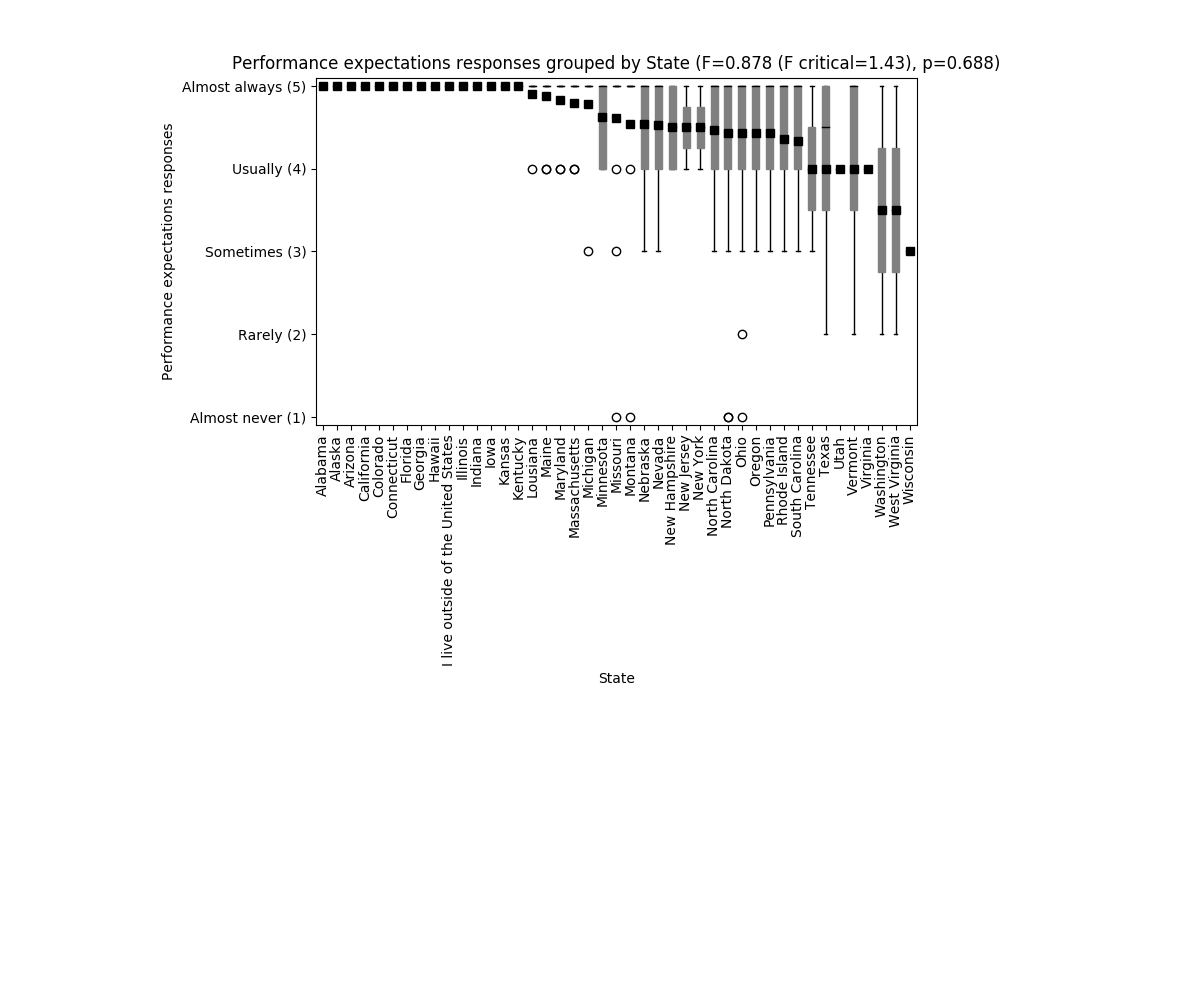 Performance expectations responses grouped by State (F=0.878 (F critical=1.43), p=0.688)
Performance expectations responses
Almost always (5)
Usually (4)
Sometimes (3)
Rarely (2)
Almost never (1)
Alabama
Alaska
Arizona
California
Colorado
Connecticut
Florida
Georgia
Hawaii
I live outside of the United States
Illinois
Indiana
Iowa
Kansas
Kentucky
Lousiana
Maine
Maryland
Massachusetts
Michigan
Minnesota
Missouri
Montana
Nebraska
Nevada
New Hampshire
New Jersey
New York
North Carolina
North Dakota
Ohio
Oregon
Pennsylvania
Rhode Island
South Carolina
Tennessee
Texas
Utah
Vermont
Virginia
Washington
West Virginia
Wisconsin
State